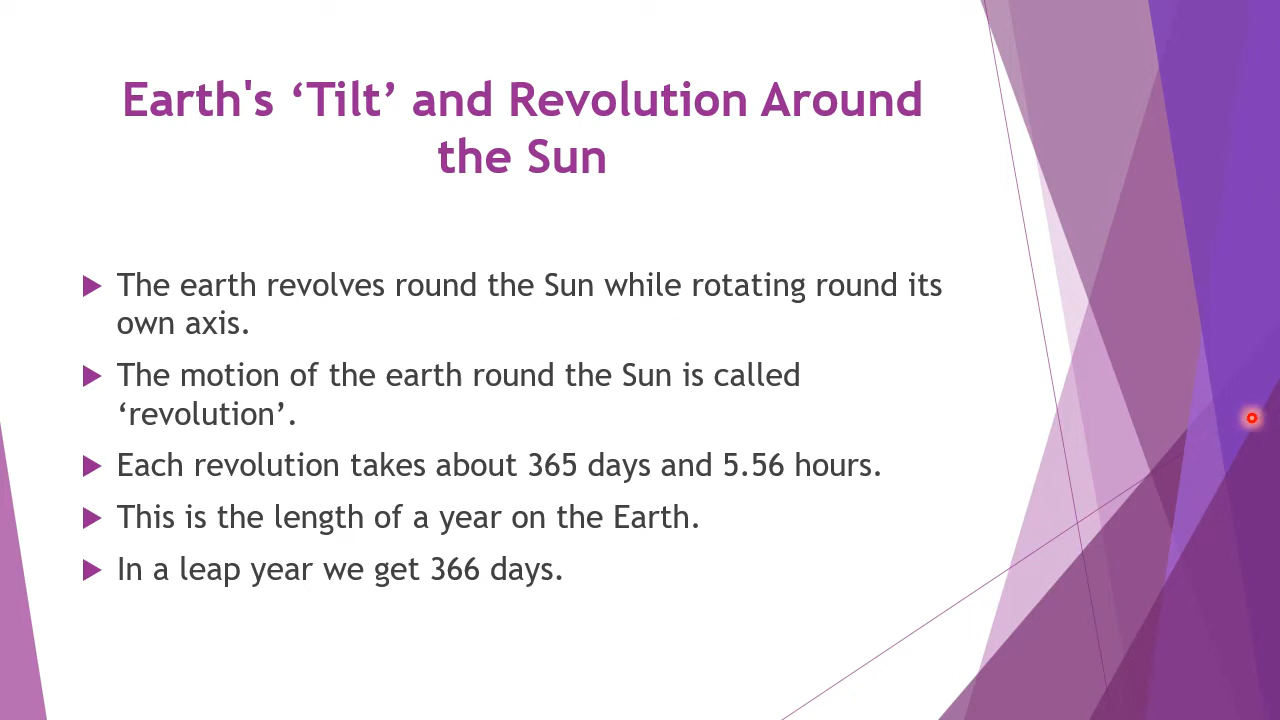 Earth's ‘Tilt’ and Revolution Around
the Sun
The earth revolves round the Sun while rotating round its
own axis.
The motion of the earth round the Sun is called
‘revolution’.
Each revolution takes about 365 days and 5.56 hours.
This is the length of a year on the Earth.
In a leap year we get 366 days.